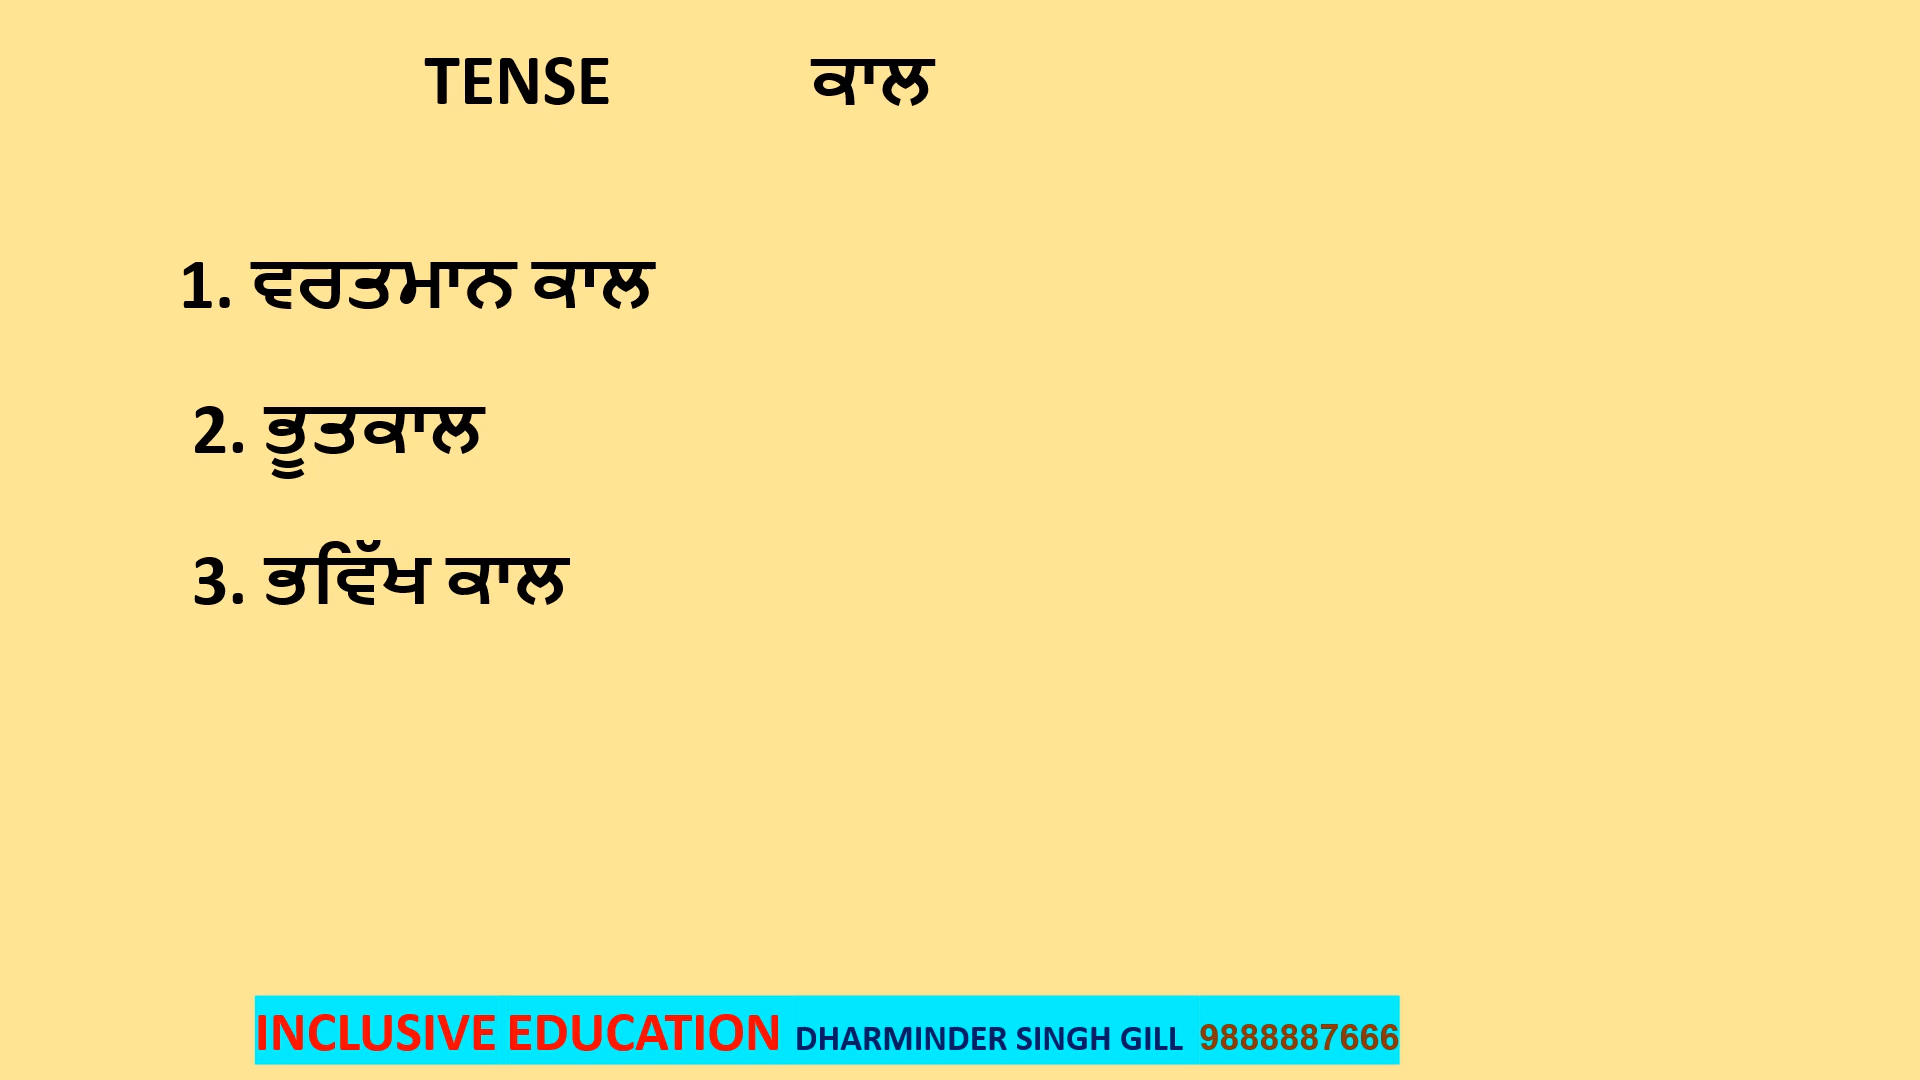 TENSE ਕਾਲ
1. ਵਰਤਮਾਨ ਕਾਲ
2. ਭੂਤਕਾਲ
3. ਭਵਿੱਖ ਕਾਲ
INCLUSIVE EDUCATION DHARMINDER SINGH GILL 9888887666